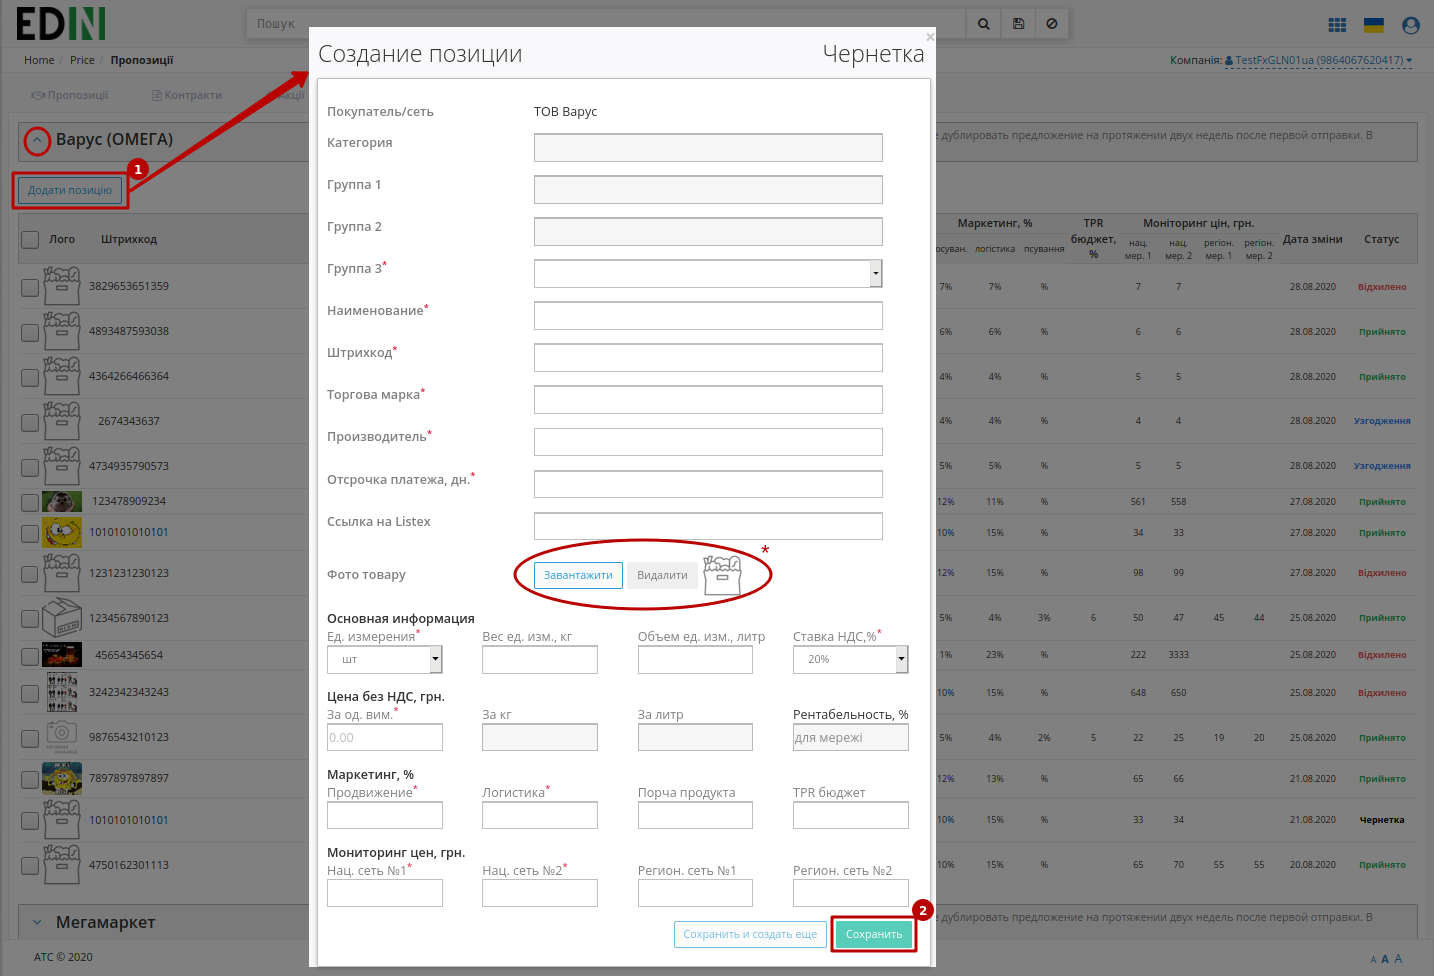 EDIN
Пошук
Home / Price / Пропозиції
Компанія: TestFxGLN01ua (9864067620417)
Пропозиції Контракти Акції
Варус (ОМЕГА)
е дублировать предложение на протяжении двух недель после первой отправки. В
1
Додати позицію
Лого Штрихкод
Маркетинг, % TPR бюджет, % Моніторинг цін, грн. Дата зміни Статус
осуван. логістика псування нац. мер. 1 нац. мер. 2 регіон. мер. 1 регіон. мер. 2
3829653651359 7% 7% % 7 7 28.08.2020 Відхилено
4893487593038 6% 6% % 6 6 28.08.2020 Прийнято
4364266466364 4% 4% % 5 5 28.08.2020 Прийнято
2674343637 4% 4% % 4 4 28.08.2020 Узгодження
4734935790573 5% 5% % 5 5 28.08.2020 Узгодження
123478909234 12% 11% % 561 558 27.08.2020 Прийнято
1010101010101 10% 15% % 34 33 27.08.2020 Прийнято
1231231230123 12% 15% % 98 99 27.08.2020 Відхилено
1234567890123 5% 4% 3% 6 50 47 45 44 25.08.2020 Прийнято
45654345654 1% 23% % 222 3333 25.08.2020 Відхилено
3242342343243 10% 15% % 648 650 25.08.2020 Відхилено
9876543210123 5% 4% 2% 5 22 25 19 20 25.08.2020 Прийнято
7897897897897 12% 13% % 65 66 21.08.2020 Прийнято
1010101010101 10% 15% % 33 34 21.08.2020 Чернетка
4750162301113 10% 15% % 65 70 55 55 20.08.2020 Прийнято
Мегамаркет
е дублировать предложение на протяжении двух недель после первой отправки. В
АТС © 2020
A A A
Создание позиции Чернетка
×
Покупатель/сеть ТОВ Варус
Категория
Группа 1
Группа 2
Группа 3*
Наименование*
Штрихкод*
Торгова марка*
Производитель*
Отсрочка платежа, дн.*
Ссылка на Listex
Фото товару Завантажити Видалити *
Основная информация
Ед. измерения* Вес ед. изм., кг Объем ед. изм., литр Ставка НДС,%*
шт 20%
Цена без НДС, грн.
За од. вим.* За кг За литр Рентабельность, %
0.00 для мережі
Маркетинг, %
Продвижение* Логистика* Порча продукта TPR бюджет
Мониторинг цен, грн.
Нац. сеть №1* Нац. сеть №2* Регион. сеть №1 Регион. сеть №2
2
Сохранить и создать еще Сохранить